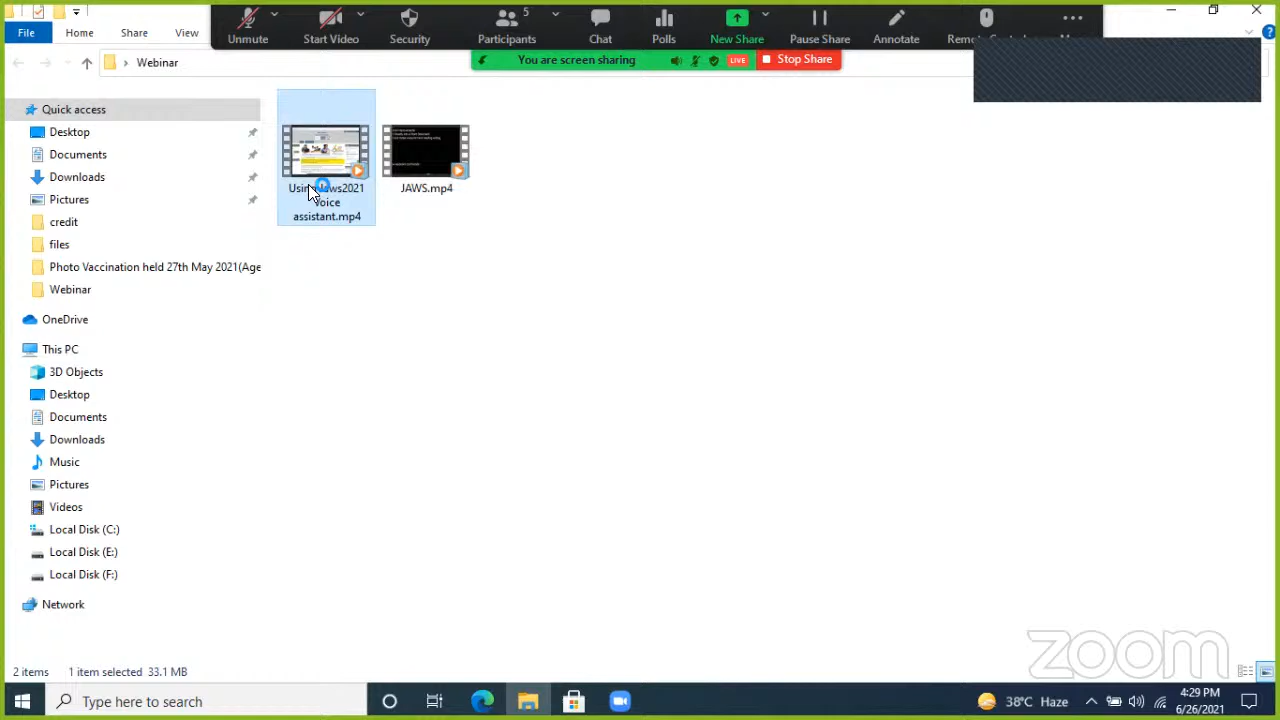 File
Home
Share
View
Unmute
Start Video
Security
Participants
5
Chat
Polls
New Share
Pause Share
Annotate
You are screen sharing
LIVE
Stop Share
Webinar
Quick access
Desktop
Documents
Downloads
Pictures
credit
files
Photo Vaccination held 27th May 2021(Age
Webinar
OneDrive
This PC
3D Objects
Desktop
Documents
Downloads
Music
Pictures
Videos
Local Disk (C:)
Local Disk (E:)
Local Disk (F:)
Network
Voice
assistant.mp4
JAWS.mp4
2 items
1 item selected 33.1 MB
zoom
Type here to search
38°C Haze
4:29 PM
6/26/2021